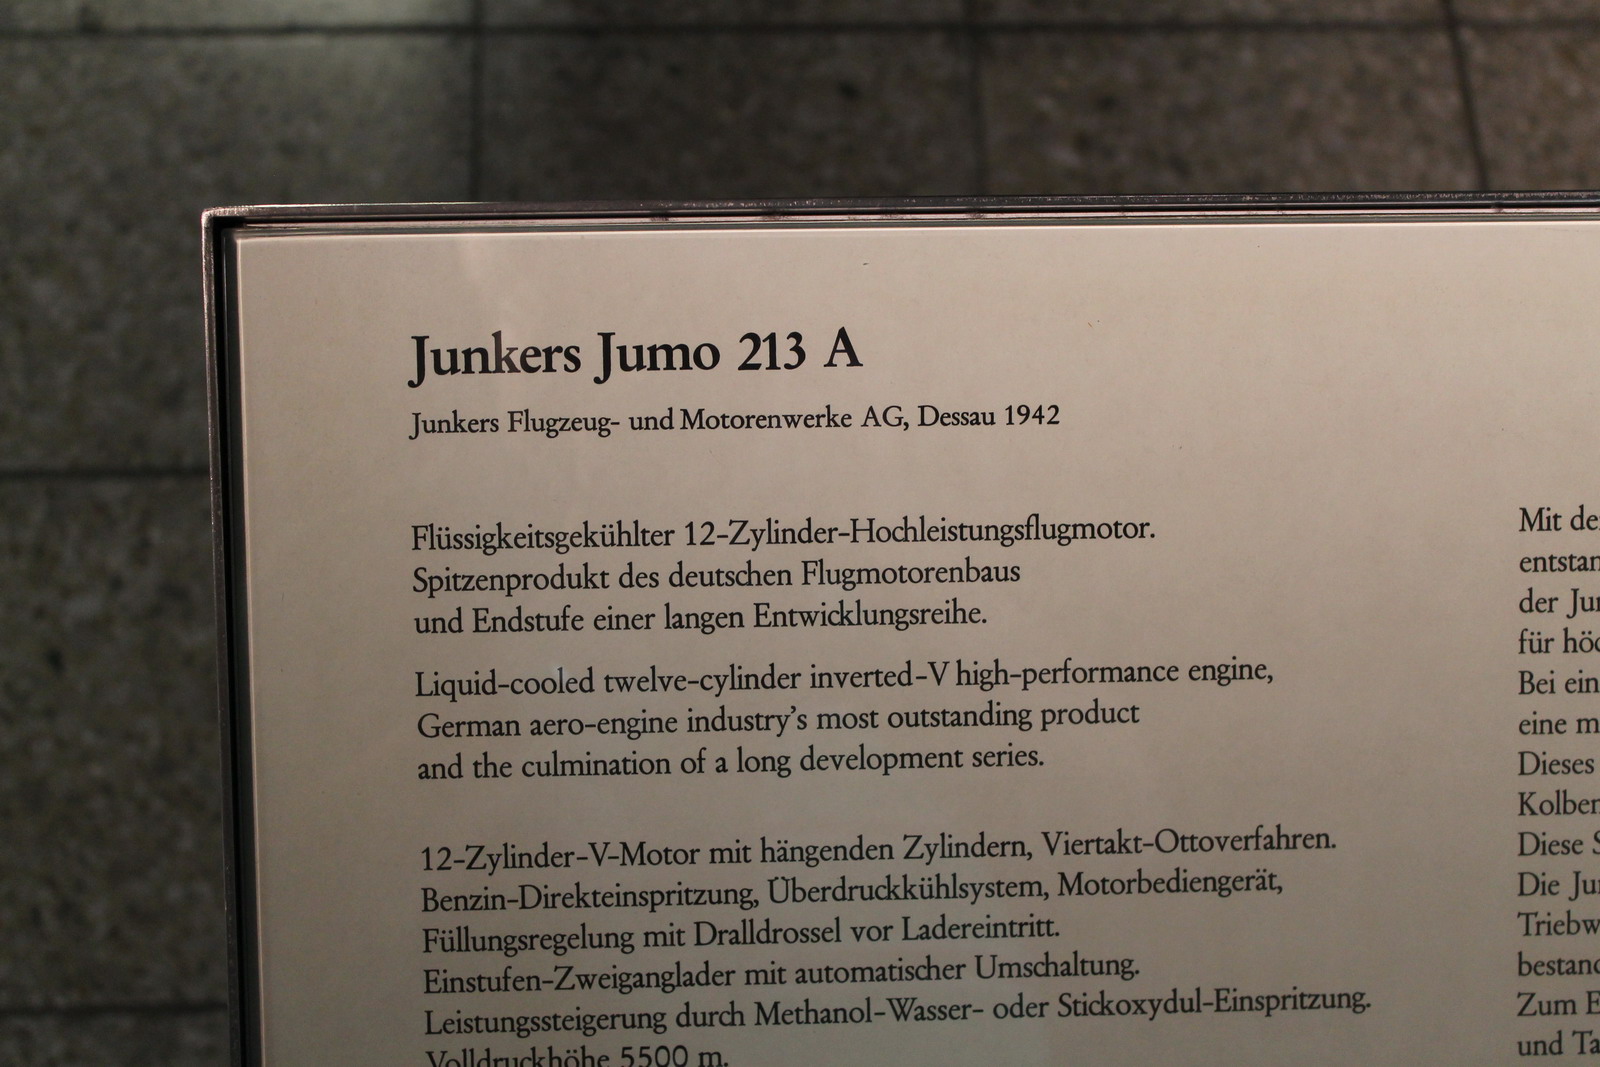 Junkers Jumo 213 A
Junkers Flugzeug- und Motorenwerke AG, Dessau 1942
Flüssigkeitsgekühlter 12-Zylinder-Hochleistungsflugmotor.
Spitzenprodukt des deutschen Flugmotorenbaus
und Endstufe einer langen Entwicklungsreihe.
Liquid-cooled twelve-cylinder inverted-V high-performance engine,
German aero-engine industry's most outstanding product
and the culmination of a long development series.
12-Zylinder-V-Motor mit hängenden Zylindern, Viertakt-Ottoverfahren.
Benzin-Direkteinspritzung, Überdruckkühlsystem, Motorbediengerät,
Füllungsregelung mit Dralldrossel vor Ladereintritt.
Einstufen-Zweiganglader mit automatischer Umschaltung.
Leistungssteigerung durch Methanol-Wasser- oder Stickoxydul-Einspritzung.
Volldruckhöhe 5500 m.
Mit
der
für
Bei
eine
Dieses
Diese
Die
Zum
und